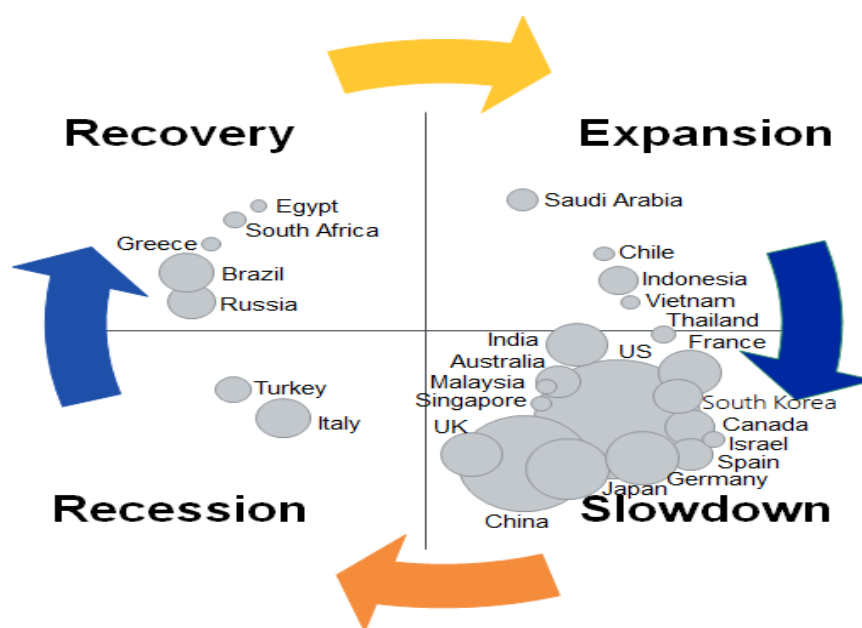 Recovery
Expansion
Egypt
South Africa
Greece
Brazil
Russia
Saudi Arabia
Chile
Indonesia
Vietnam
Thailand
France
India
US
Australia
Malaysia
Singapore
South Korea
Canada
Israel
Spain
Germany
Japan
UK
China
Turkey
Italy
Recession
Slowdown